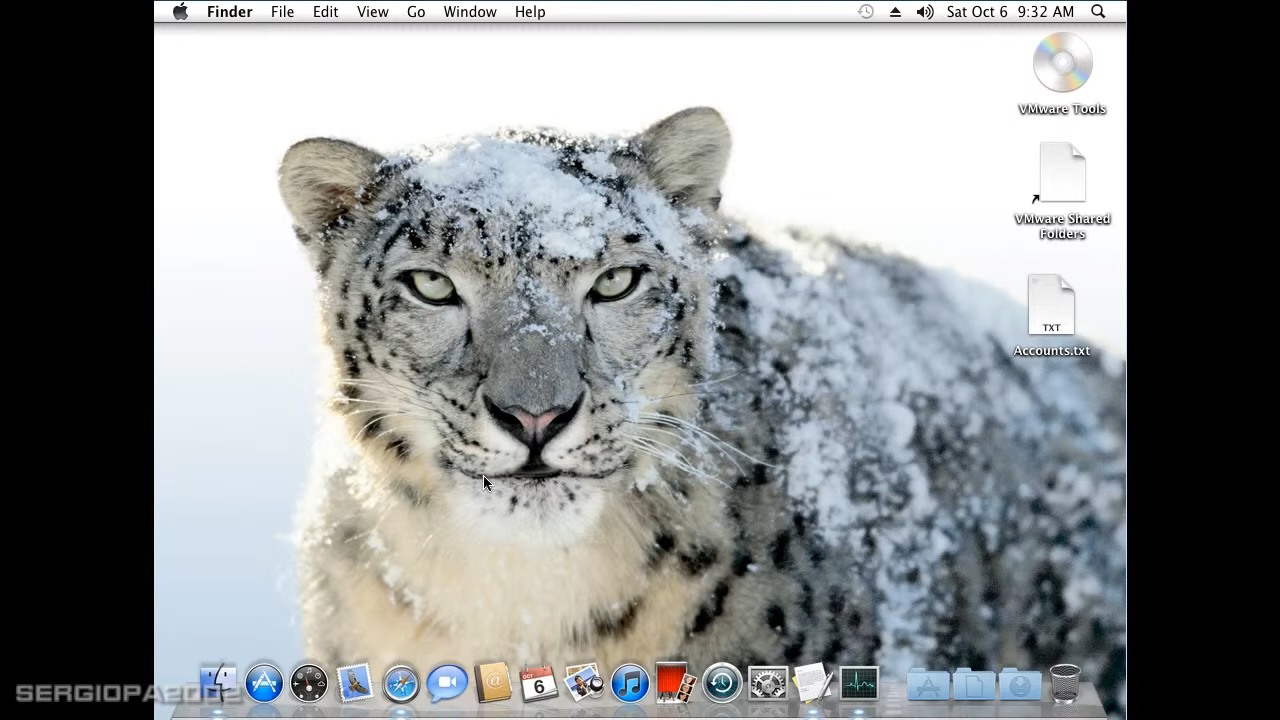 Finder File Edit View Go Window Help Sat Oct 6 9:32 AM
VMware Tools
VMware Shared
Folders
TXT
Accounts.txt
6
SERGIOPA2002